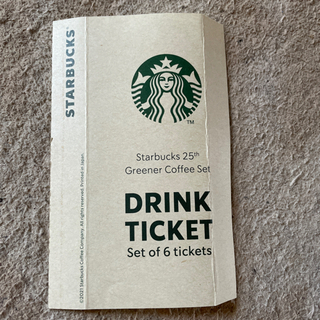 STARBUCKS®
©2021 Starbucks Coffee Company. All rights reserved. Printed in Japan
TM
Starbucks 25th
Greener Coffee Set
DRINK
TICKET
Set of 6 tickets